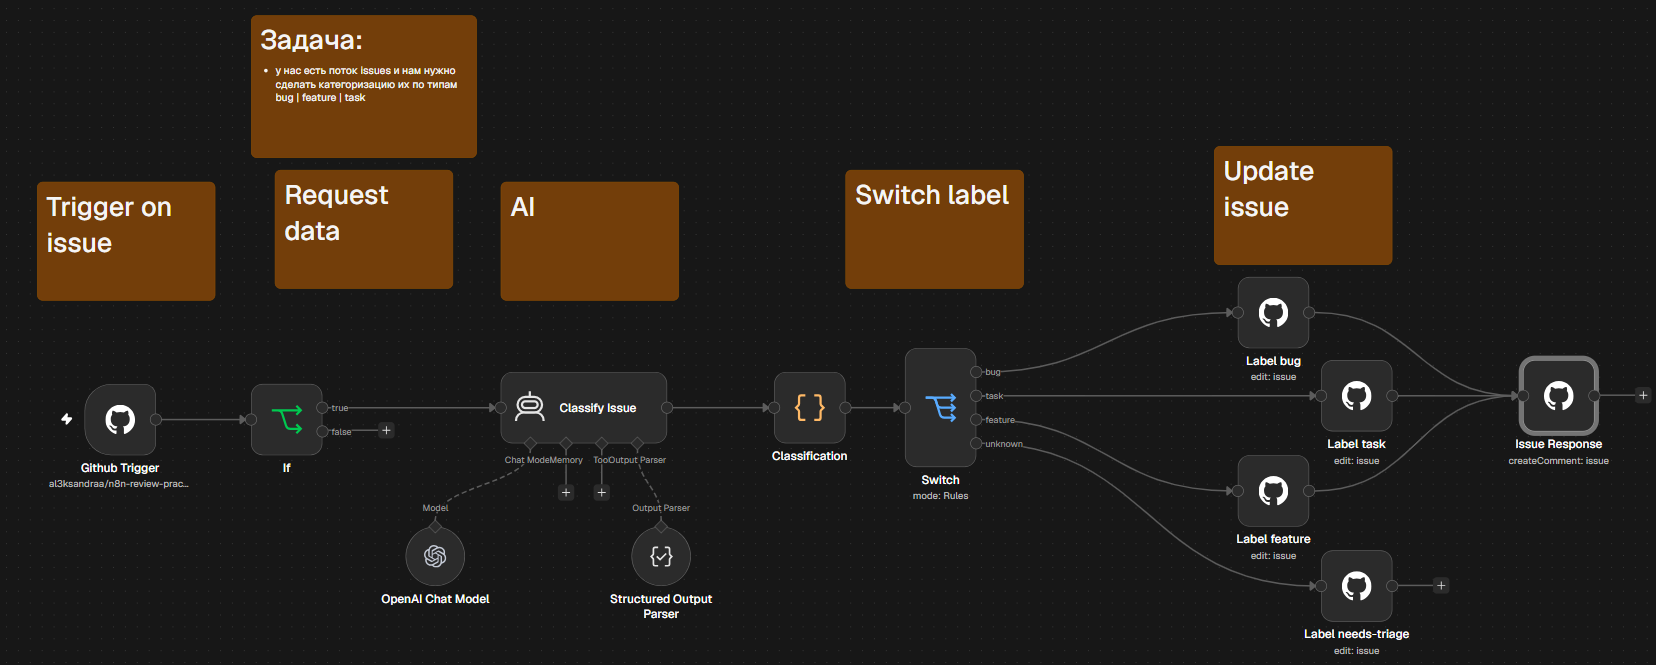 Задача:
у нас есть поток issues и нам нужно
сделать категоризацию их по типам
bug | feature | task
Trigger on
issue
Request
data
AI
Switch label
Update
issue
Github Trigger
al3ksandraa/n8n-review-prac...
If
true
false
Classify Issue
Chat Mode
Memory
Too
Output Parser
Model
OpenAI Chat Model
Output Parser
Structured Output
Parser
Classification
Switch
mode: Rules
bug
task
feature
unknown
Label bug
edit: issue
Label task
edit: issue
Label feature
edit: issue
Label needs-triage
edit: issue
Issue Response
createComment: issue